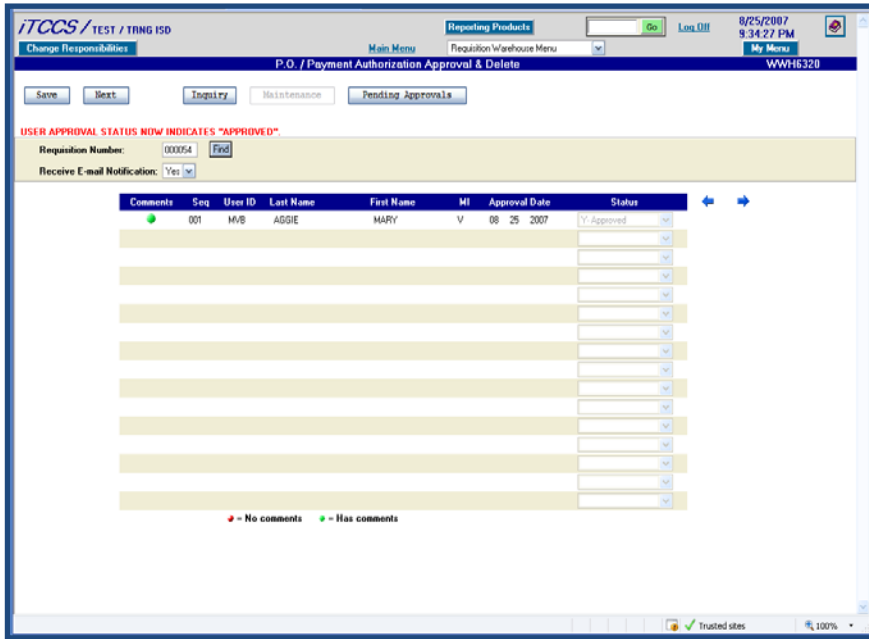 iTCCS / TEST / TRNG ISD
Reporting Products
Go
Log Off
8/25/2007
9:34:27 PM
Change Responsibilities
Main Menu
Requisition Warehouse Menu
My Menu
P.O. / Payment Authorization Approval & Delete
WWH6320
Save
Next
Inquiry
Maintenance
Pending Approvals
USER APPROVAL STATUS NOW INDICATES "APPROVED".
Requisition Number: 000054 Find
Receive E-mail Notification: Yes
Comments Seq User ID Last Name First Name MI Approval Date Status
001 MVB AGGIE MARY V 08 25 2007 Y-Approved
= No comments = Has comments
Trusted sites 100%